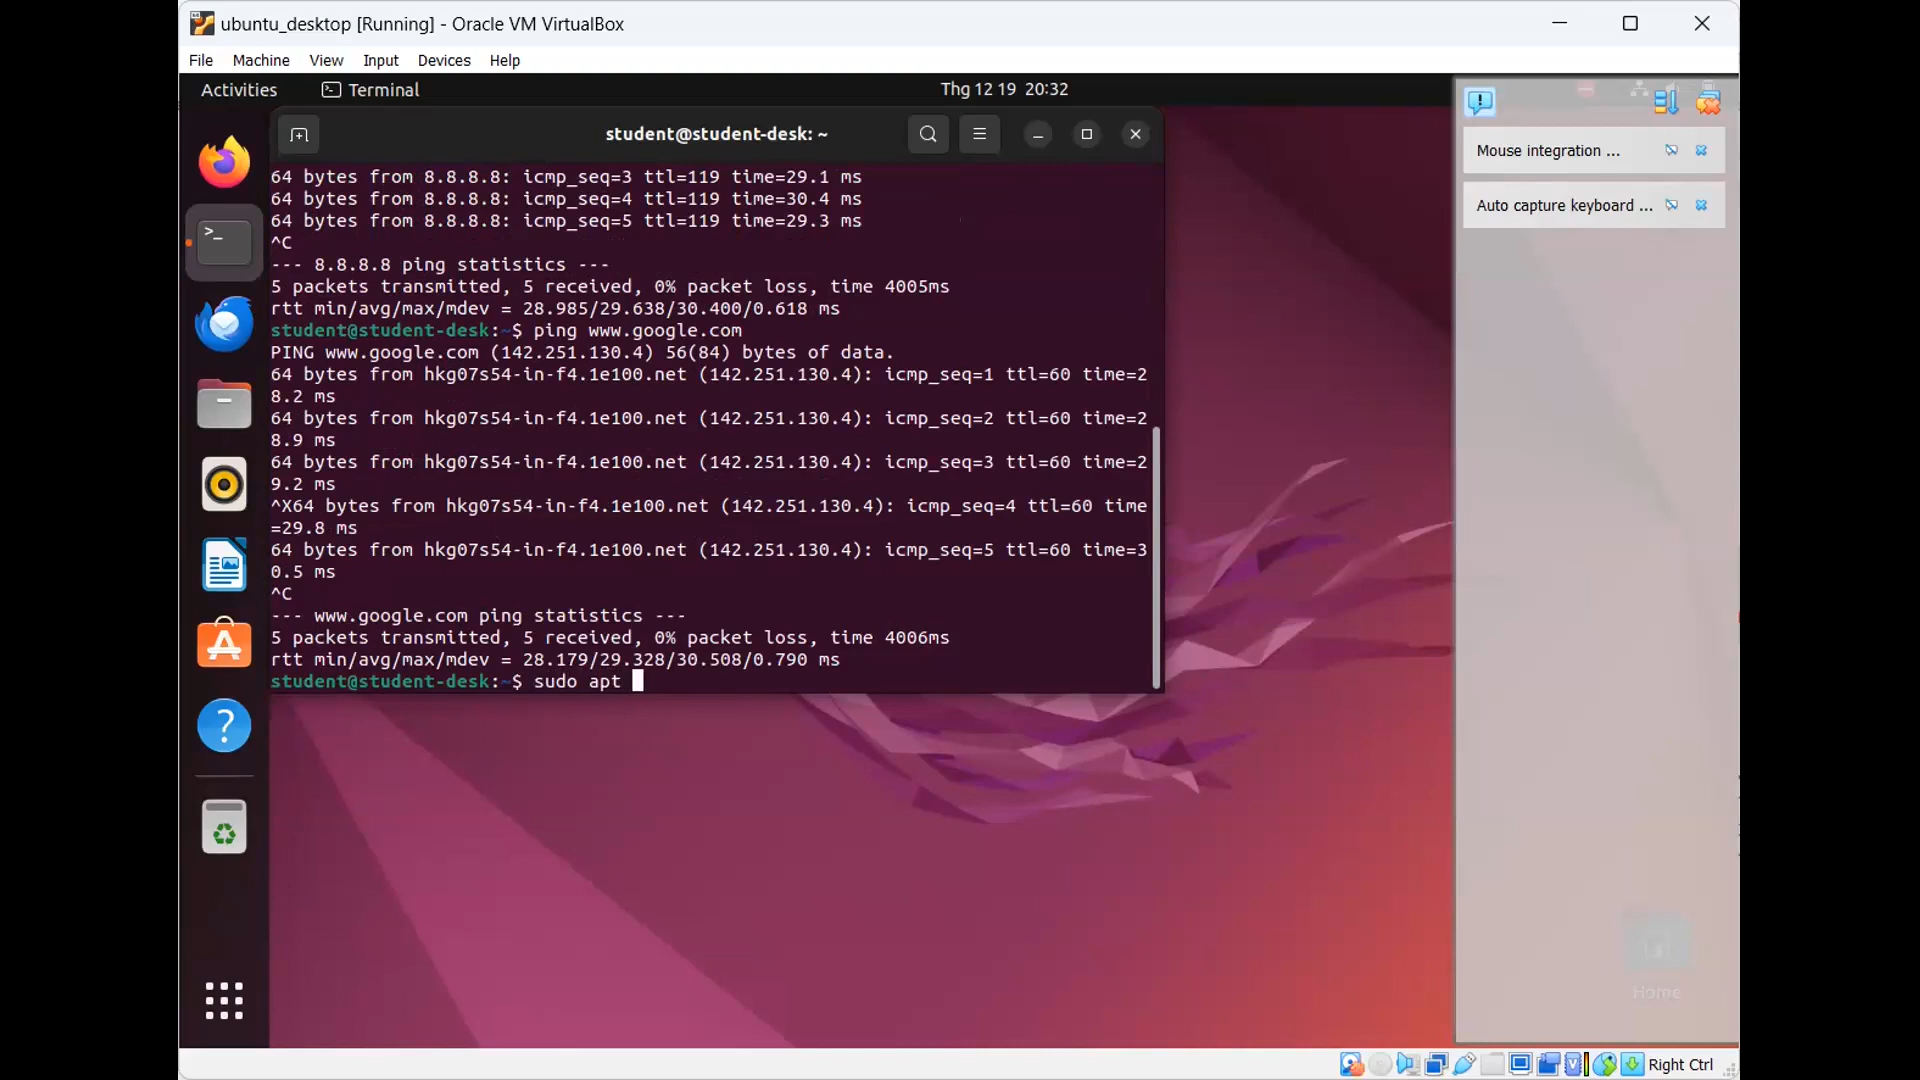 ubuntu_desktop [Running] - Oracle VM VirtualBox
File Machine View Input Devices Help
Activities Terminal Thg 12 19 20:32
student@student-desk: ~
64 bytes from 8.8.8.8: icmp_seq=3 ttl=119 time=29.1 ms
64 bytes from 8.8.8.8: icmp_seq=4 ttl=119 time=30.4 ms
64 bytes from 8.8.8.8: icmp_seq=5 ttl=119 time=29.3 ms
^C
--- 8.8.8.8 ping statistics ---
5 packets transmitted, 5 received, 0% packet loss, time 4005ms
rtt min/avg/max/mdev = 28.985/29.638/30.400/0.618 ms
student@student-desk:~$ ping www.google.com
PING www.google.com (142.251.130.4) 56(84) bytes of data.
64 bytes from hkg07s54-in-f4.1e100.net (142.251.130.4): icmp_seq=1 ttl=60 time=2
8.2 ms
64 bytes from hkg07s54-in-f4.1e100.net (142.251.130.4): icmp_seq=2 ttl=60 time=2
8.9 ms
64 bytes from hkg07s54-in-f4.1e100.net (142.251.130.4): icmp_seq=3 ttl=60 time=2
9.2 ms
^X64 bytes from hkg07s54-in-f4.1e100.net (142.251.130.4): icmp_seq=4 ttl=60 time
=29.8 ms
64 bytes from hkg07s54-in-f4.1e100.net (142.251.130.4): icmp_seq=5 ttl=60 time=3
0.5 ms
^C
--- www.google.com ping statistics ---
5 packets transmitted, 5 received, 0% packet loss, time 4006ms
rtt min/avg/max/mdev = 28.179/29.328/30.508/0.790 ms
student@student-desk:~$ sudo apt
Mouse integration ...
Auto capture keyboard ...
Home
Right Ctrl